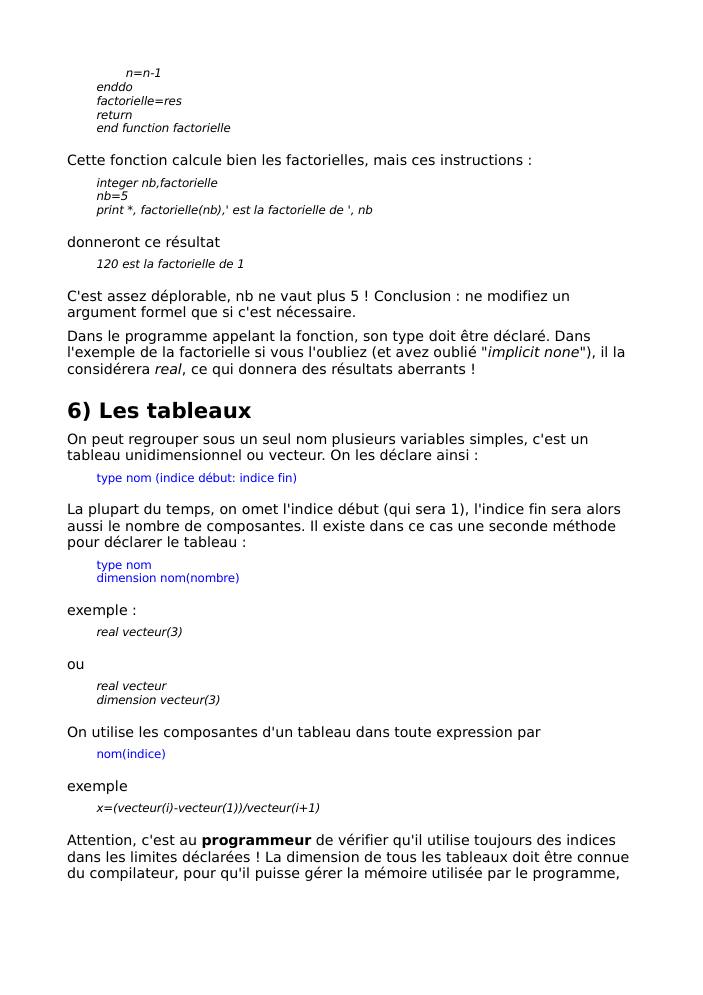 n=n-1
enddo
factorielle=res
return
end function factorielle
Cette fonction calcule bien les factorielles, mais ces instructions :
integer nb,factorielle
nb=5
print *, factorielle(nb),' est la factorielle de ', nb
donneront ce résultat
120 est la factorielle de 1
C'est assez déplorable, nb ne vaut plus 5 ! Conclusion : ne modifiez un
argument formel que si c'est nécessaire.
Dans le programme appelant la fonction, son type doit être déclaré. Dans
l'exemple de la factorielle si vous l'oubliez (et avez oublié "implicit none"), il la
considérera real, ce qui donnera des résultats aberrants !
6) Les tableaux
On peut regrouper sous un seul nom plusieurs variables simples, c'est un
tableau unidimensionnel ou vecteur. On les déclare ainsi :
type nom (indice début: indice fin)
La plupart du temps, on omet l'indice début (qui sera 1), l'indice fin sera alors
aussi le nombre de composantes. Il existe dans ce cas une seconde méthode
pour déclarer le tableau :
type nom
dimension nom(nombre)
exemple :
real vecteur(3)
ou
real vecteur
dimension vecteur(3)
On utilise les composantes d'un tableau dans toute expression par
nom(indice)
exemple
x=(vecteur(i)-vecteur(1))/vecteur(i+1)
Attention, c'est au programmeur de vérifier qu'il utilise toujours des indices
dans les limites déclarées ! La dimension de tous les tableaux doit être connue
du compilateur, pour qu'il puisse gérer la mémoire utilisée par le programme,